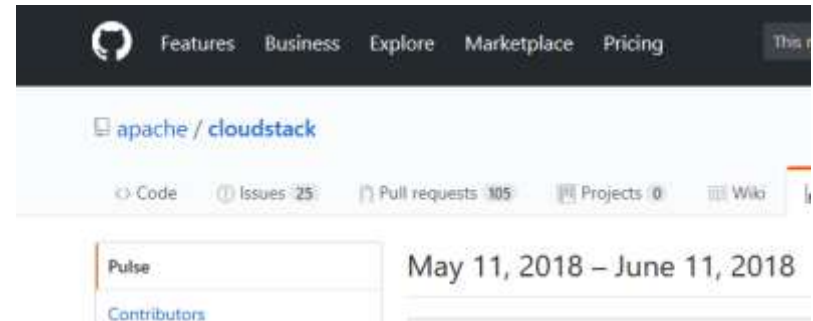 Features Business Explore Marketplace Pricing This
apache / cloudstack
Code Issues 25 Pull requests 105 Projects 0 Wiki
Pulse
May 11, 2018 – June 11, 2018
Contributors